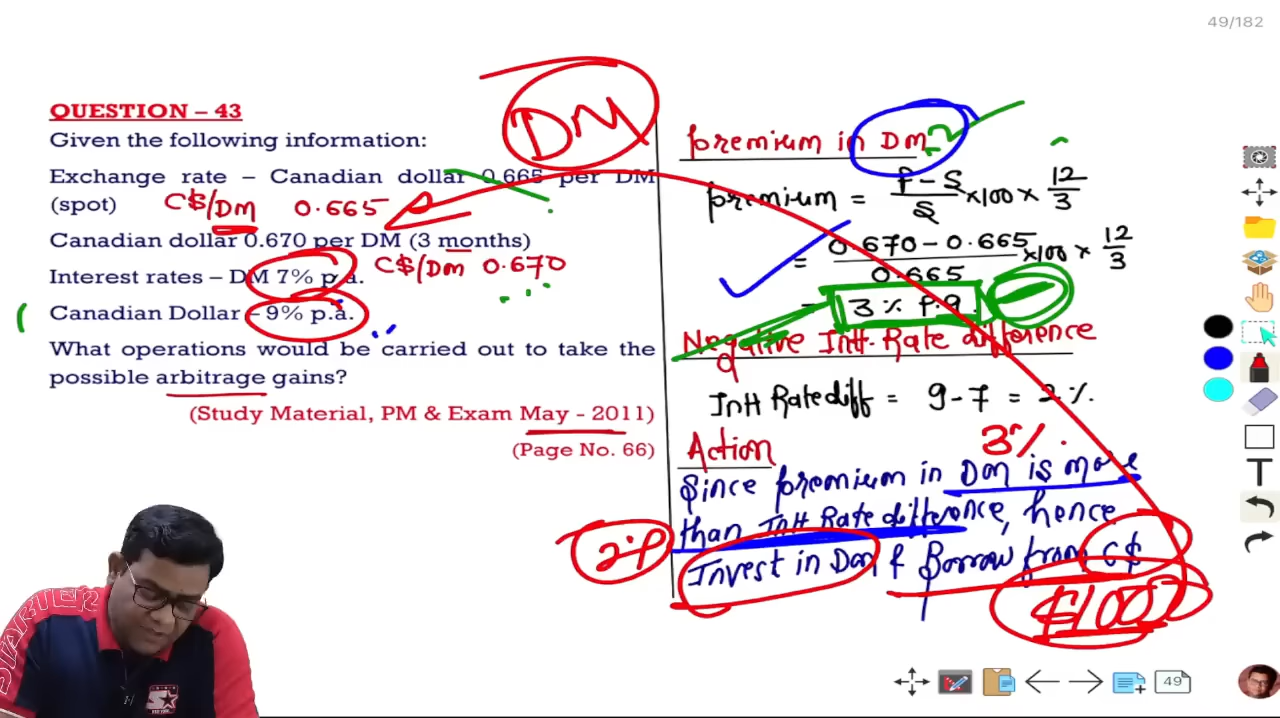 49/182
QUESTION – 43
Given the following information:
Exchange rate – Canadian dollar 0.665 per DM
(spot)
C$/Dm 0.665
Canadian dollar 0.670 per DM (3 months)
Interest rates – DM 7% p.a.
C$/Dm 0.670
Canadian Dollar – 9% p.a.
What operations would be carried out to take the
possible arbitrage gains?
(Study Material, PM & Exam May - 2011)
(Page No. 66)
DM
premium in Dm
premium = F - S / S ×100 × 12/3
= 0.670 - 0.665 / 0.665 ×100 × 12/3
= 3% p.a
Negative Intt. Rate difference
Intt Rate diff = 9-7 = 2%.
3%
Action
Since premium in Dm is more
than Intt Rate difference, hence
Invest in Dm & Borrow from C$
$1000
STARTER
49